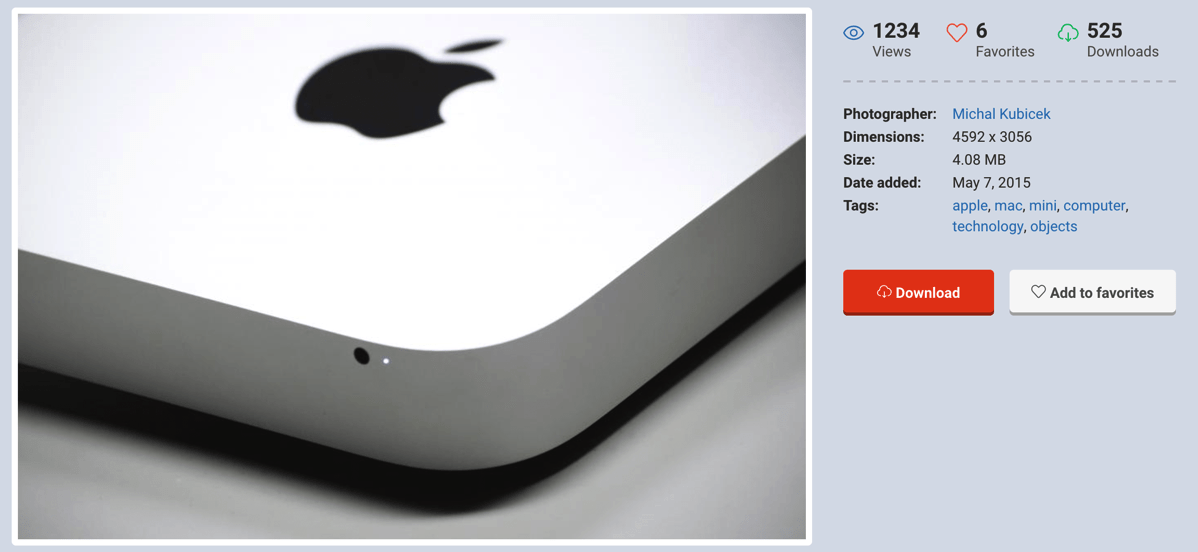 1234
Views
6
Favorites
525
Downloads
Photographer: Michal Kubicek
Dimensions: 4592 x 3056
Size: 4.08 MB
Date added: May 7, 2015
Tags: apple, mac, mini, computer,
technology, objects
Download
Add to favorites